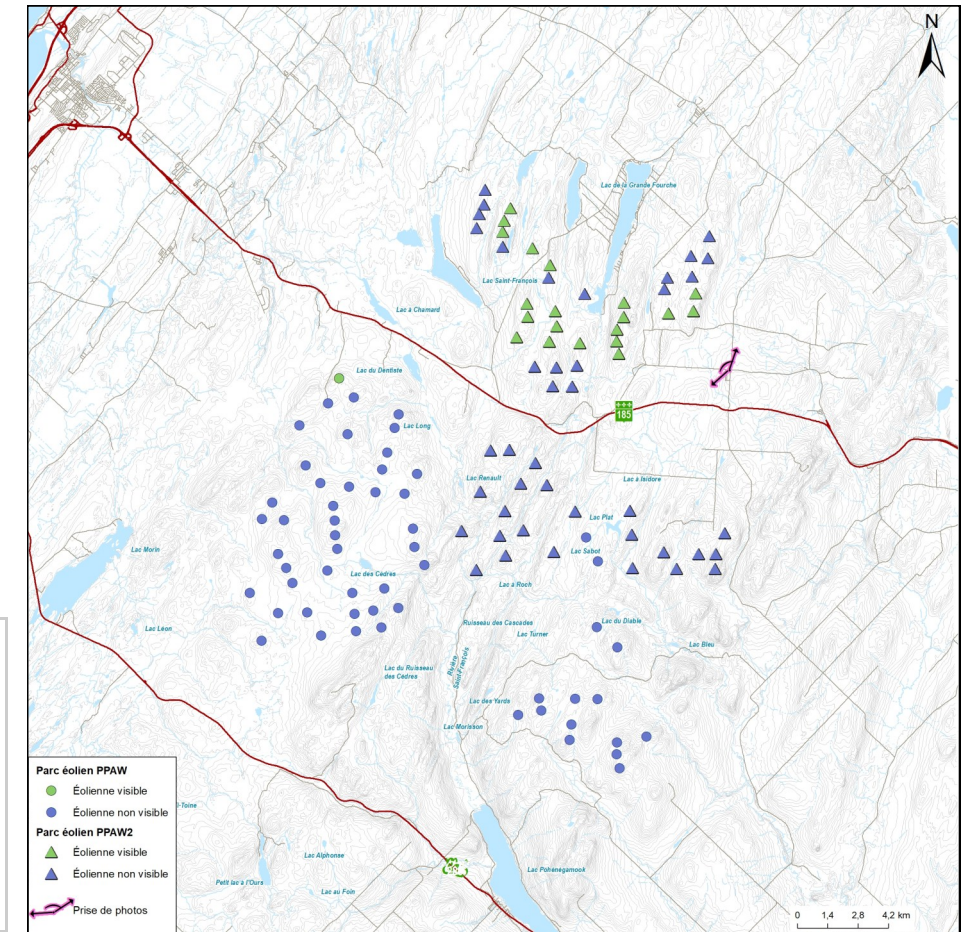 N
Lac de la Grande Fourche
Lac Saint-François
Lac à Chamard
Lac du Dentiste
185
Lac Long
Lac Renault
Lac à Isidore
Lac Plat
Lac Morin
Lac Sabot
Lac des Cèdres
Lac à Roch
Lac Léon
Ruisseau des Cascades
Lac du Diable
Lac Turner
Lac Bleu
Rivière
Saint-François
Lac du Ruisseau
des Cèdres
Lac des Yards
Lac Morisson
Parc éolien PPAW
Éolienne visible
Éolienne non visible
Parc éolien PPAW2
Éolienne visible
Éolienne non visible
Prise de photos
-Toine
Lac Alphonse
Petit lac à l'Ours
Lac au Foin
Lac Pohénégamook
0 1,4 2,8 4,2 km